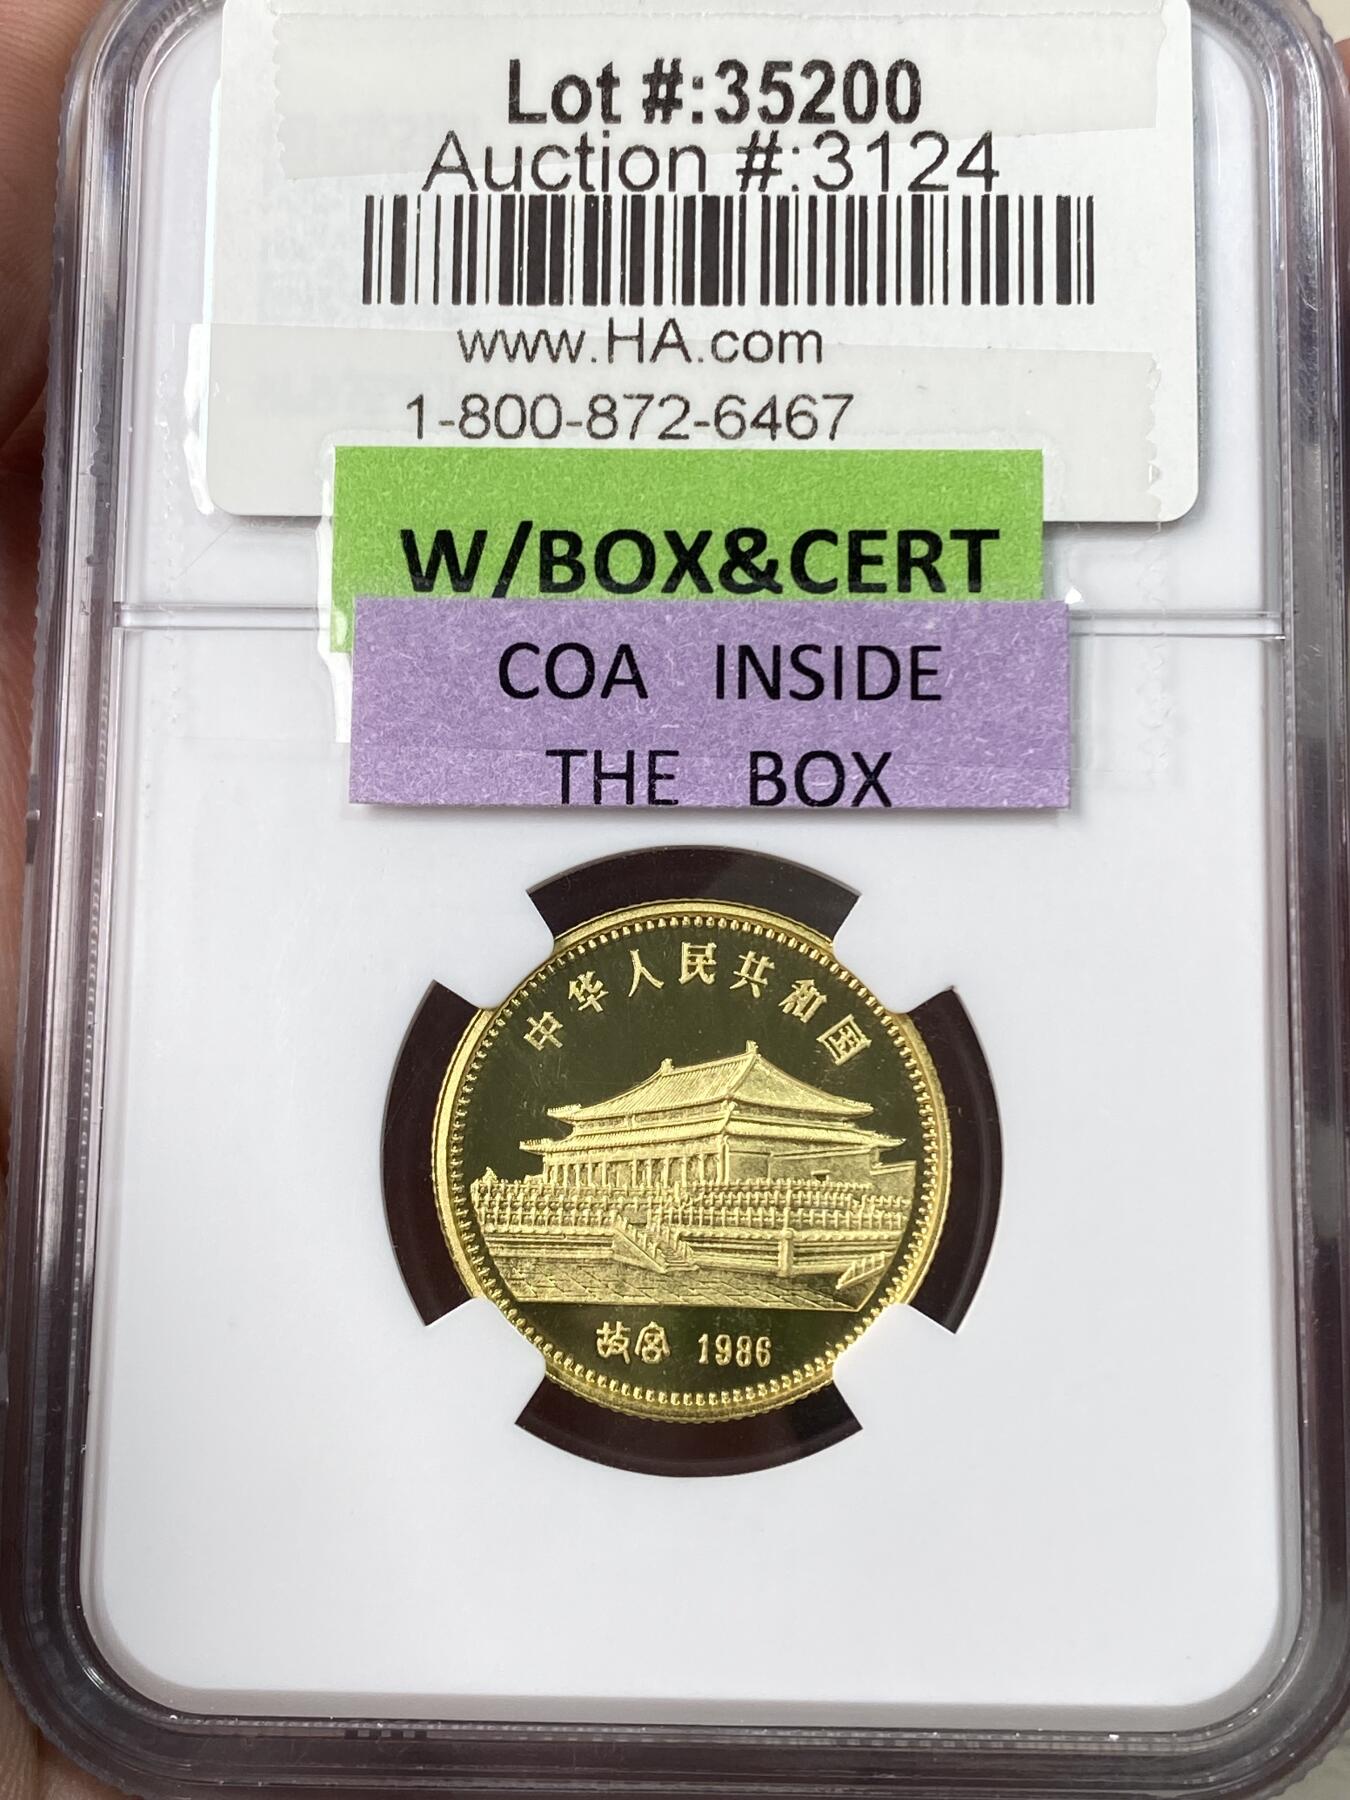 Lot #:35200
Auction #:3124
www.HA.com
1-800-872-6467
W/BOX&CERT
COA INSIDE
THE BOX
中华人民共和国
故宫 1986